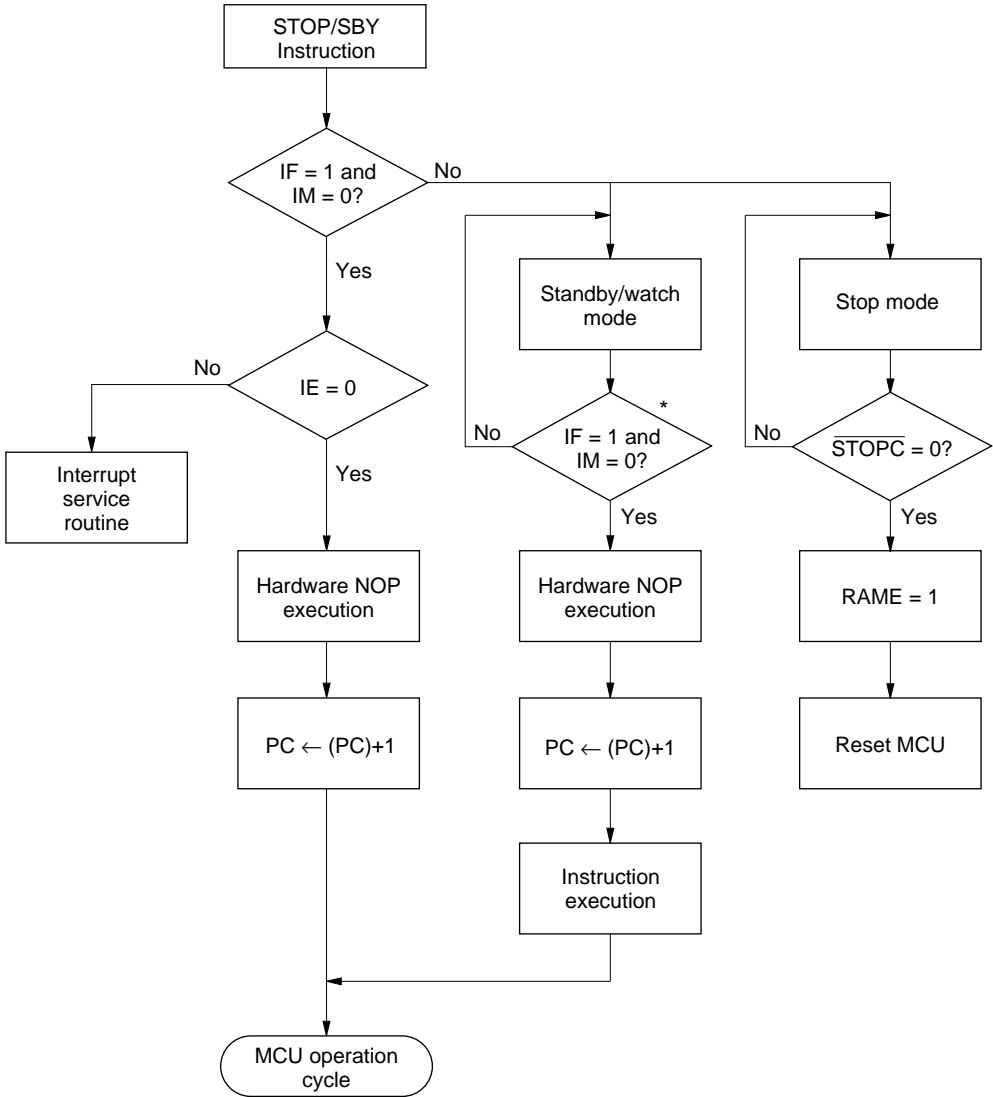 STOP/SBY
Instruction
IF = 1 and
IM = 0?
No
Yes
IE = 0
No
Yes
Interrupt
service
routine
Hardware NOP
execution
PC ← (PC)+1
Standby/watch
mode
*
IF = 1 and
IM = 0?
No
Yes
Hardware NOP
execution
PC ← (PC)+1
Instruction
execution
Stop mode
S̅T̅O̅P̅C̅ = 0?
No
Yes
RAME = 1
Reset MCU
MCU operation
cycle